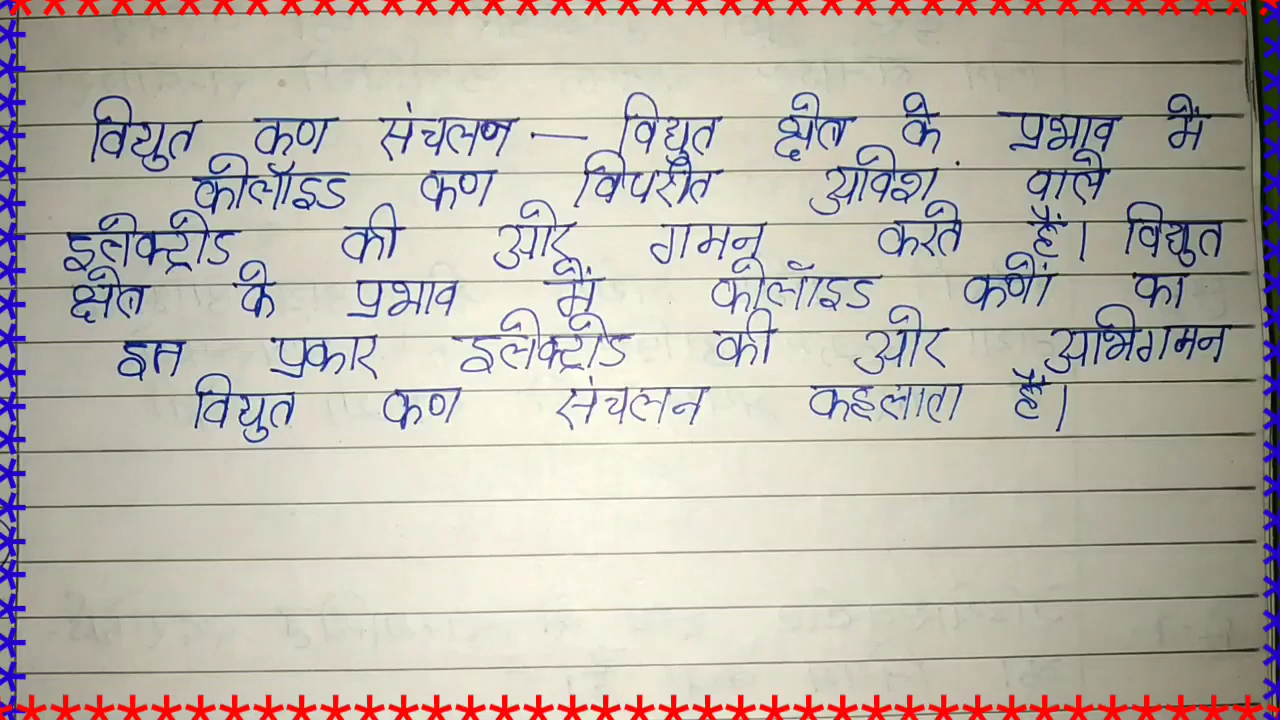 विद्युत कण संचलन — विद्युत क्षेत्र के प्रभाव में
कोलॉइड कण विपरीत आवेश वाले
इलेक्ट्रोड की ओर गमन करते हैं। विद्युत
क्षेत्र के प्रभाव में कोलॉइड कणों का
इस प्रकार इलेक्ट्रोड की ओर अभिगमन
विद्युत कण संचलन कहलाता है।